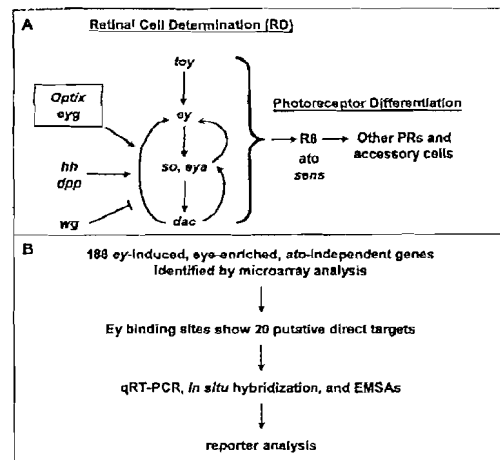 A
Retinal Cell Determination (RD)
toy
Optix
eyg
ey
Photoreceptor Differentiation
R8
Other PRs and
accessory cells
ato
sens
so, eya
hh
dpp
wg
dac
B
188 ey-induced, eye-enriched, ato-independent genes
identified by microarray analysis
Ey binding sites show 20 putative direct targets
qRT-PCR, in situ hybridization, and EMSAs
reporter analysis